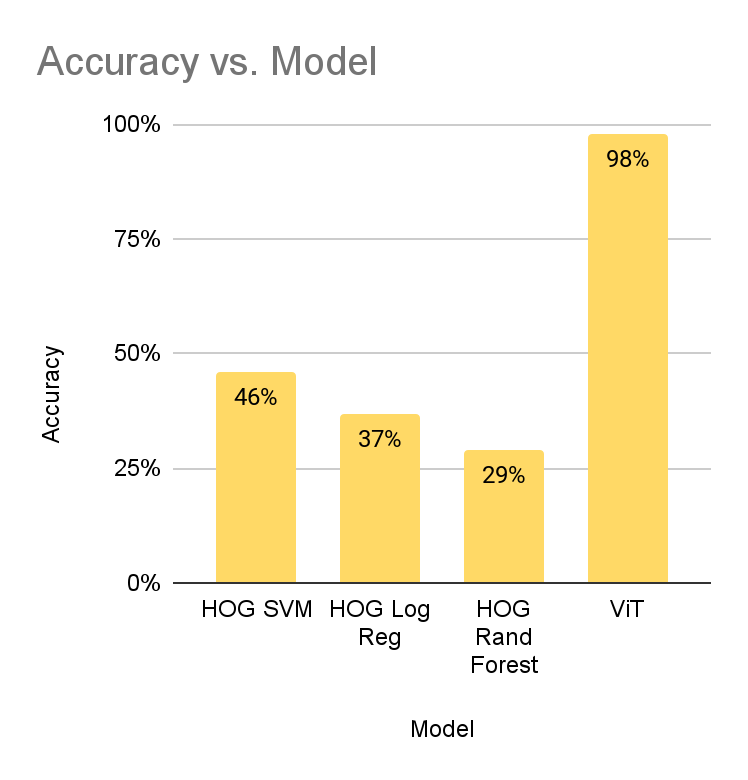 Accuracy vs. Model
100%
75%
50%
25%
0%
Accuracy
46%
37%
29%
98%
HOG SVM
HOG Log
Reg
HOG
Rand
Forest
ViT
Model